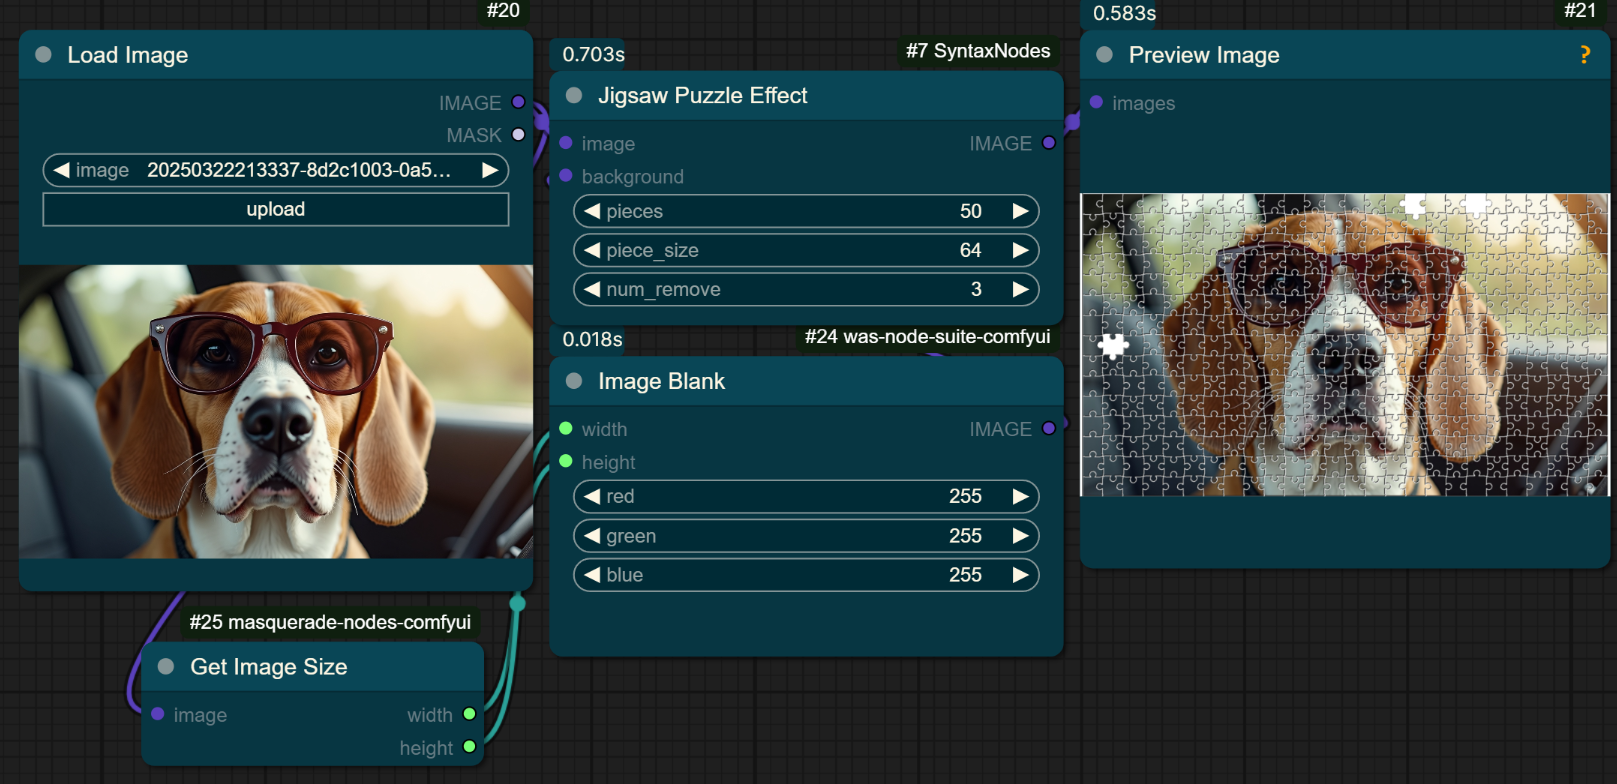 #20
Load Image
IMAGE
MASK
image 20250322213337-8d2c1003-0a5...
upload
0.703s
#7 SyntaxNodes
Jigsaw Puzzle Effect
image IMAGE
background
pieces 50
piece_size 64
num_remove 3
0.018s
#24 was-node-suite-comfyui
Image Blank
width IMAGE
height
red 255
green 255
blue 255
0.583s
#21
Preview Image ?
images
#25 masquerade-nodes-comfyui
Get Image Size
image width
height